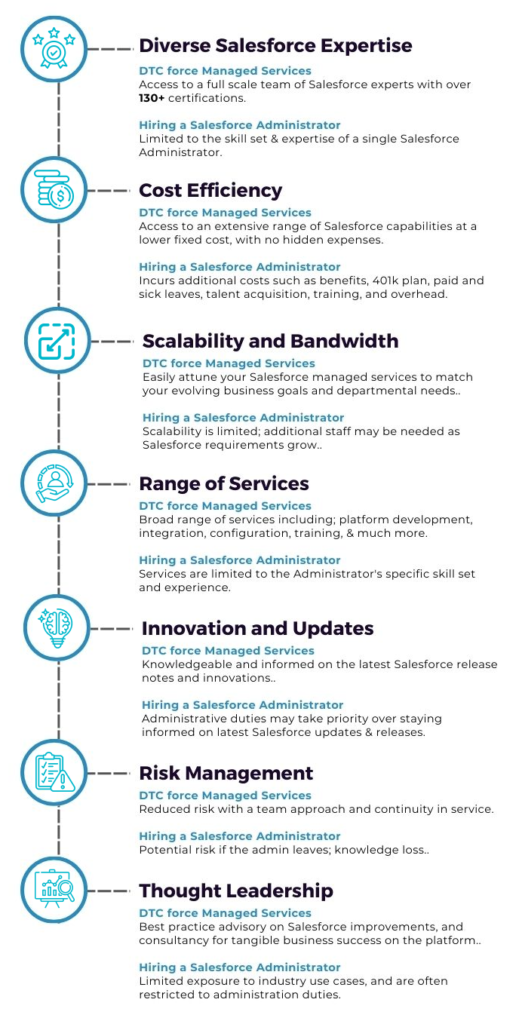 Diverse Salesforce Expertise
DTC force Managed Services
Access to a full scale team of Salesforce experts with over
130+ certifications.
Hiring a Salesforce Administrator
Limited to the skill set & expertise of a single Salesforce
Administrator.
Cost Efficiency
DTC force Managed Services
Access to an extensive range of Salesforce capabilities at a
lower fixed cost, with no hidden expenses.
Hiring a Salesforce Administrator
Incurs additional costs such as benefits, 401k plan, paid and
sick leaves, talent acquisition, training, and overhead.
Scalability and Bandwidth
DTC force Managed Services
Easily attune your Salesforce managed services to match
your evolving business goals and departmental needs..
Hiring a Salesforce Administrator
Scalability is limited; additional staff may be needed as
Salesforce requirements grow..
Range of Services
DTC force Managed Services
Broad range of services including; platform development,
integration, configuration, training, & much more.
Hiring a Salesforce Administrator
Services are limited to the Administrator's specific skill set
and experience.
Innovation and Updates
DTC force Managed Services
Knowledgeable and informed on the latest Salesforce release
notes and innovations..
Hiring a Salesforce Administrator
Administrative duties may take priority over staying
informed on latest Salesforce updates & releases.
Risk Management
DTC force Managed Services
Reduced risk with a team approach and continuity in service.
Hiring a Salesforce Administrator
Potential risk if the admin leaves; knowledge loss..
Thought Leadership
DTC force Managed Services
Best practice advisory on Salesforce improvements, and
consultancy for tangible business success on the platform..
Hiring a Salesforce Administrator
Limited exposure to industry use cases, and are often
restricted to administration duties.